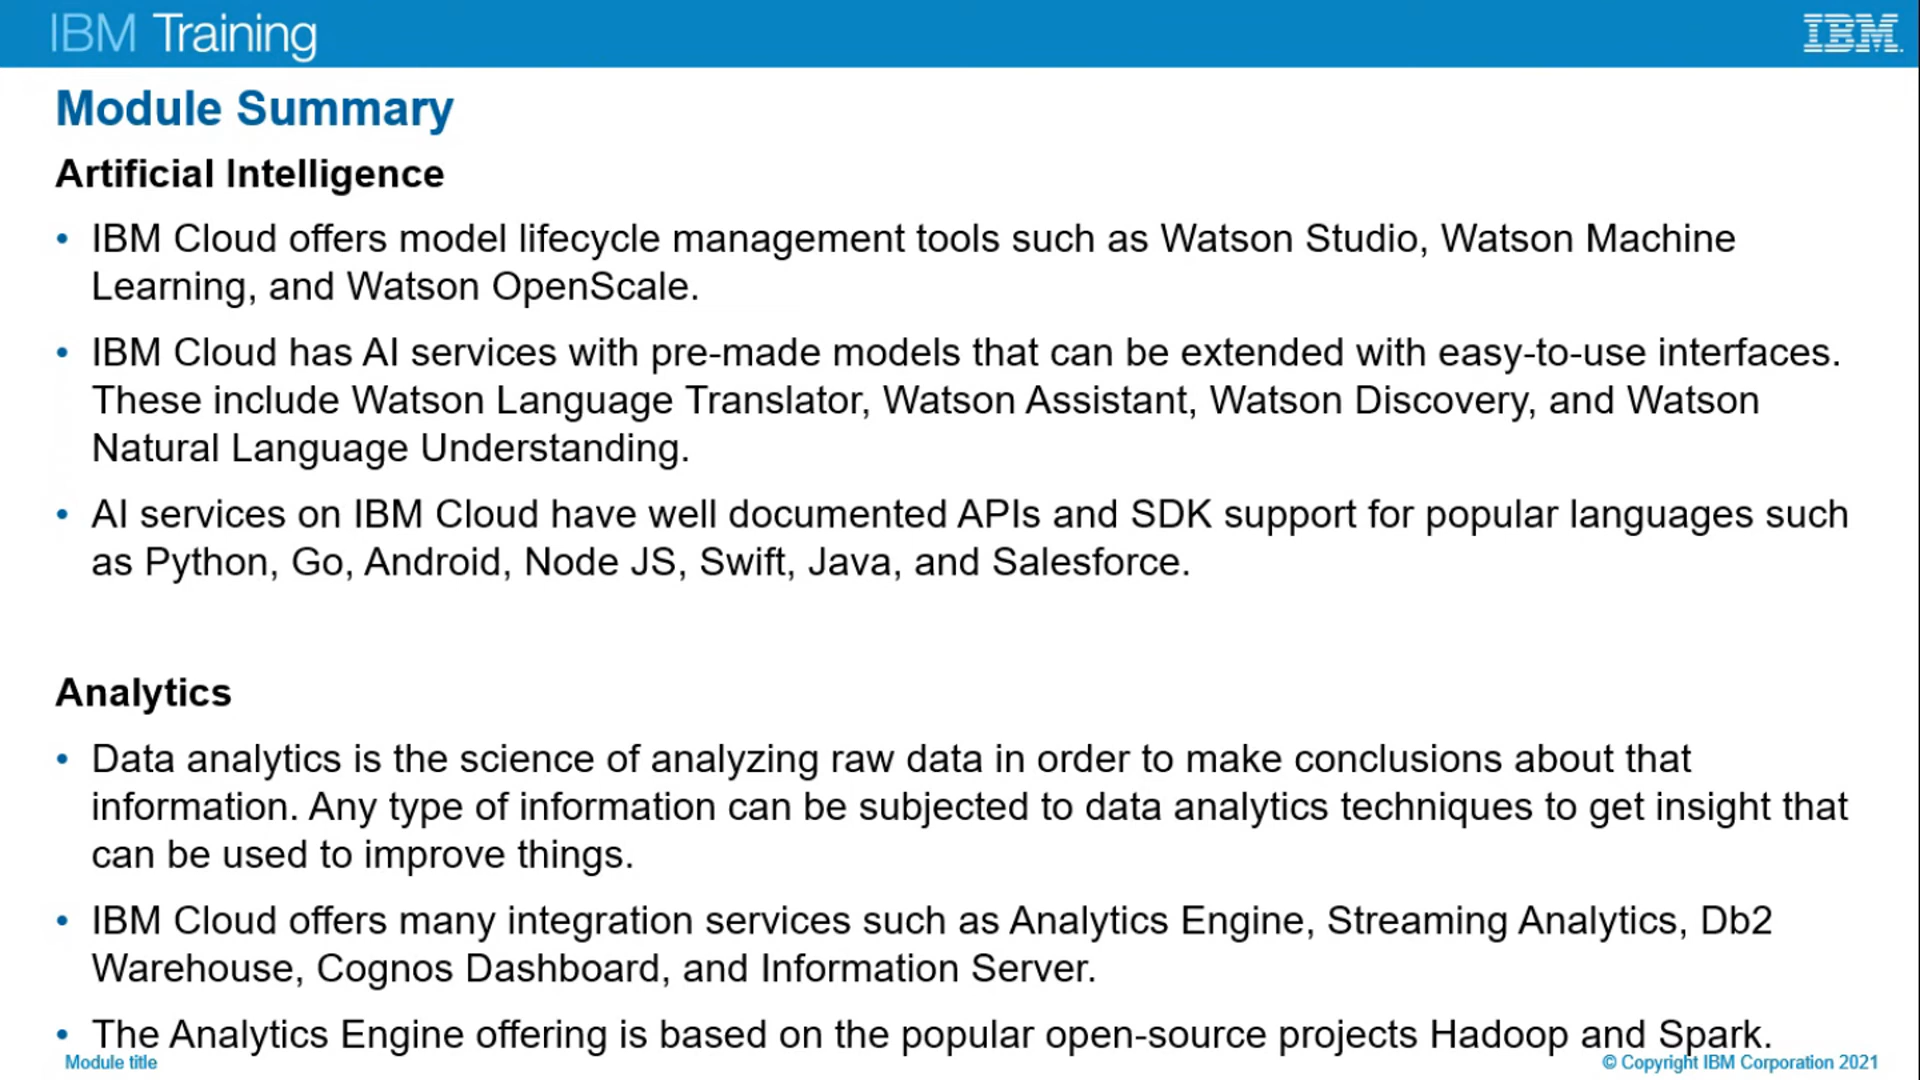 IBM Training
IBM
Module Summary
Artificial Intelligence
• IBM Cloud offers model lifecycle management tools such as Watson Studio, Watson Machine
Learning, and Watson OpenScale.
• IBM Cloud has AI services with pre-made models that can be extended with easy-to-use interfaces.
These include Watson Language Translator, Watson Assistant, Watson Discovery, and Watson
Natural Language Understanding.
• AI services on IBM Cloud have well documented APIs and SDK support for popular languages such
as Python, Go, Android, Node JS, Swift, Java, and Salesforce.
Analytics
• Data analytics is the science of analyzing raw data in order to make conclusions about that
information. Any type of information can be subjected to data analytics techniques to get insight that
can be used to improve things.
• IBM Cloud offers many integration services such as Analytics Engine, Streaming Analytics, Db2
Warehouse, Cognos Dashboard, and Information Server.
• The Analytics Engine offering is based on the popular open-source projects Hadoop and Spark.
Module title
© Copyright IBM Corporation 2021